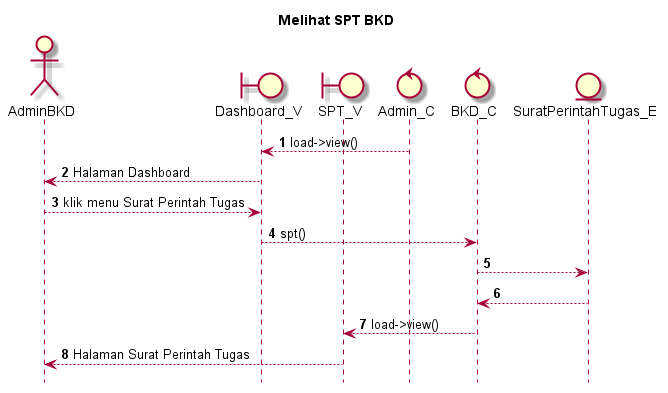 Melihat SPT BKD
AdminBKD
Dashboard_V
SPT_V
Admin_C
BKD_C
SuratPerintahTugas_E
1 load->view()
2 Halaman Dashboard
3 klik menu Surat Perintah Tugas
4 spt()
5
6
7 load->view()
8 Halaman Surat Perintah Tugas